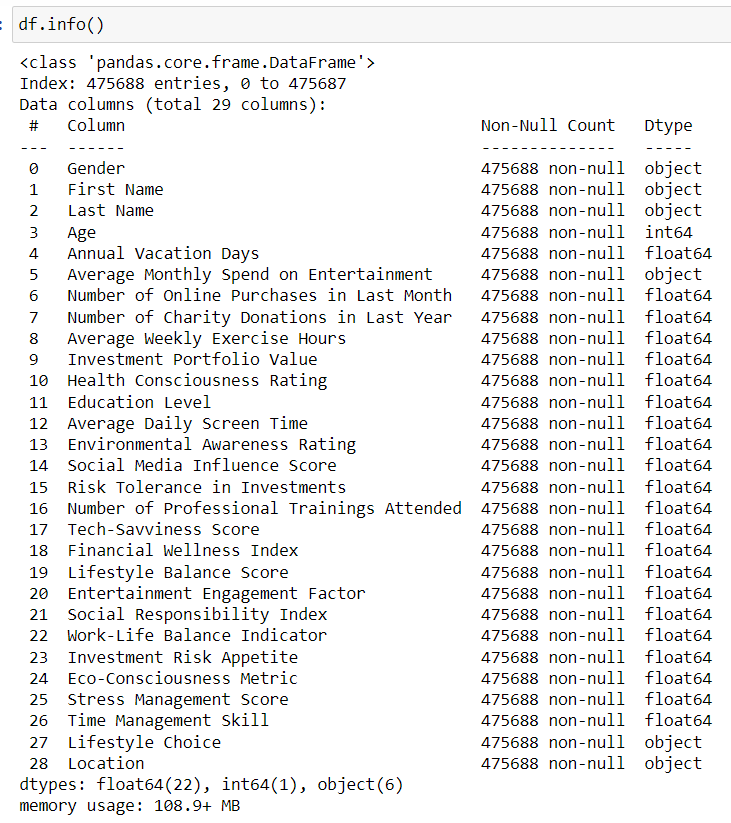 df.info()
<class 'pandas.core.frame.DataFrame'>
Index: 475688 entries, 0 to 475687
Data columns (total 29 columns):
 #   Column                                    Non-Null Count   Dtype
---  ------                                    --------------   -----
 0   Gender                                    475688 non-null  object
 1   First Name                                475688 non-null  object
 2   Last Name                                 475688 non-null  object
 3   Age                                       475688 non-null  int64
 4   Annual Vacation Days                      475688 non-null  float64
 5   Average Monthly Spend on Entertainment    475688 non-null  object
 6   Number of Online Purchases in Last Month  475688 non-null  float64
 7   Number of Charity Donations in Last Year  475688 non-null  float64
 8   Average Weekly Exercise Hours             475688 non-null  float64
 9   Investment Portfolio Value                475688 non-null  float64
 10  Health Consciousness Rating               475688 non-null  float64
 11  Education Level                           475688 non-null  float64
 12  Average Daily Screen Time                 475688 non-null  float64
 13  Environmental Awareness Rating            475688 non-null  float64
 14  Social Media Influence Score              475688 non-null  float64
 15  Risk Tolerance in Investments             475688 non-null  float64
 16  Number of Professional Trainings Attended 475688 non-null  float64
 17  Tech-Savviness Score                      475688 non-null  float64
 18  Financial Wellness Index                  475688 non-null  float64
 19  Lifestyle Balance Score                   475688 non-null  float64
 20  Entertainment Engagement Factor           475688 non-null  float64
 21  Social Responsibility Index               475688 non-null  float64
 22  Work-Life Balance Indicator               475688 non-null  float64
 23  Investment Risk Appetite                  475688 non-null  float64
 24  Eco-Consciousness Metric                  475688 non-null  float64
 25  Stress Management Score                   475688 non-null  float64
 26  Time Management Skill                     475688 non-null  float64
 27  Lifestyle Choice                          475688 non-null  object
 28  Location                                  475688 non-null  object
dtypes: float64(22), int64(1), object(6)
memory usage: 108.9+ MB